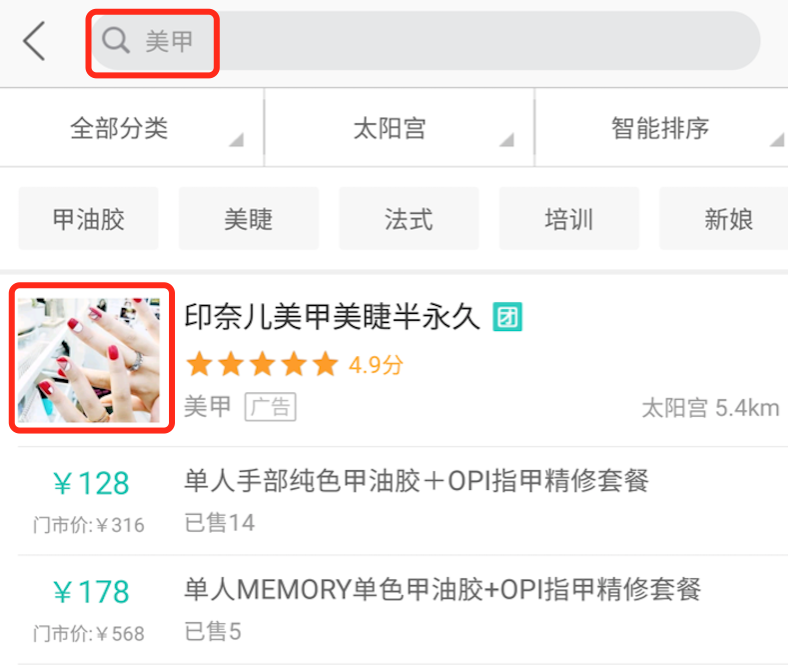 美甲
全部分类 太阳宫 智能排序
甲油胶 美睫 法式 培训 新娘
印奈儿美甲美睫半永久 团
4.9分
美甲 广告 太阳宫 5.4km
￥128 单人手部纯色甲油胶＋OPI指甲精修套餐
门市价:￥316 已售14
￥178 单人MEMORY单色甲油胶+OPI指甲精修套餐
门市价:￥568 已售5